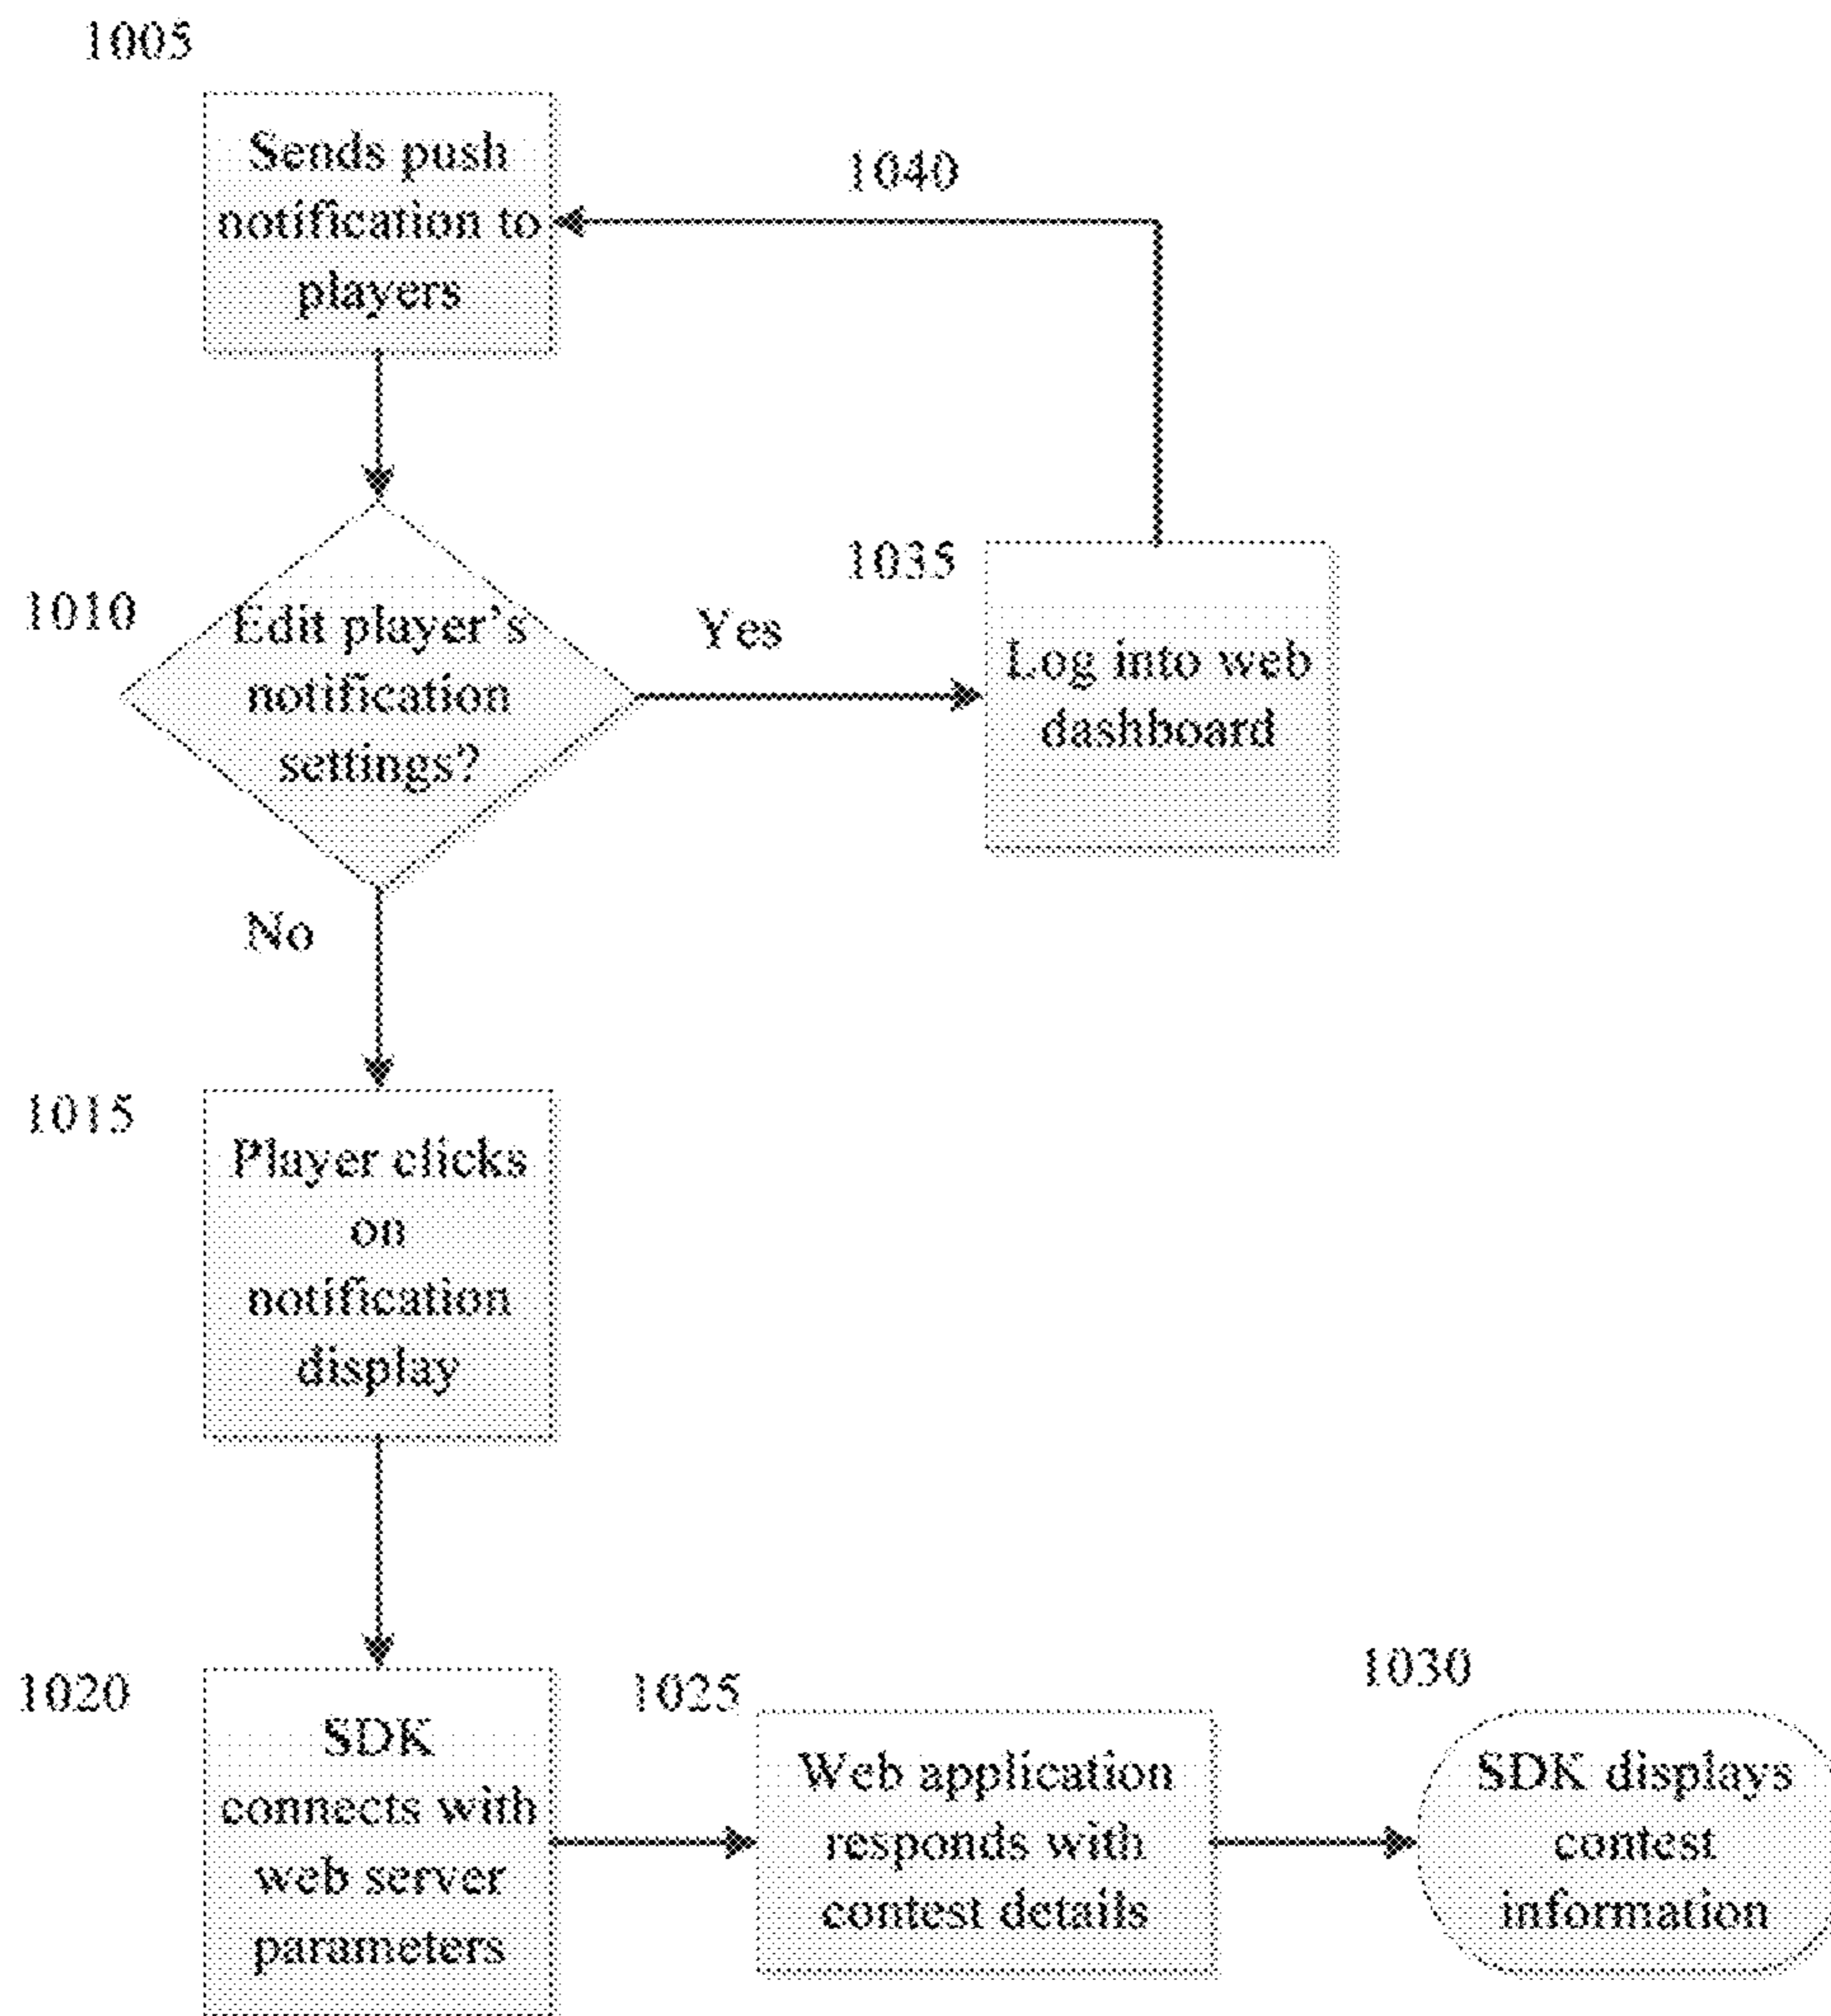 1005
Sends push
notification to
players
1040
1010
Edit player's
notification
settings?
Yes
1035
Log into web
dashboard
No
1015
Player clicks
on
notification
display
1020
SDK
connects with
web server
parameters
1025
Web application
responds with
contest details
1030
SDK displays
contest
information